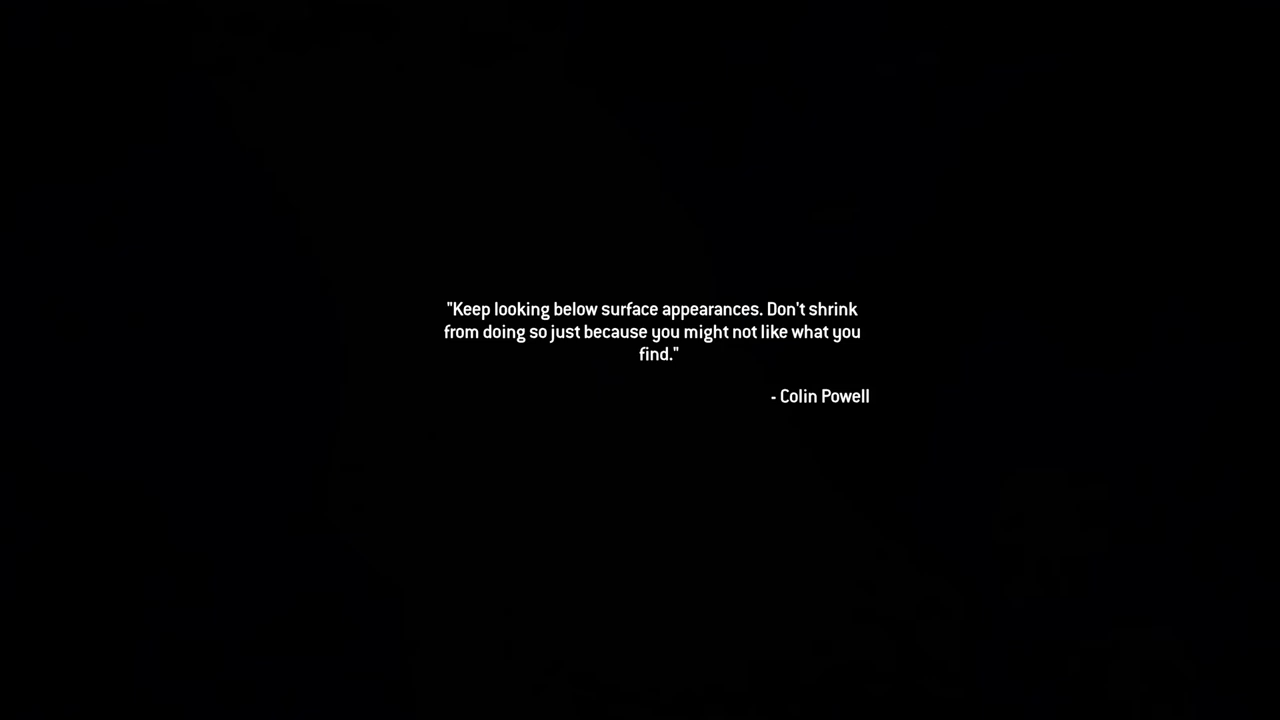 "Keep looking below surface appearances. Don't shrink
from doing so just because you might not like what you
find."
- Colin Powell